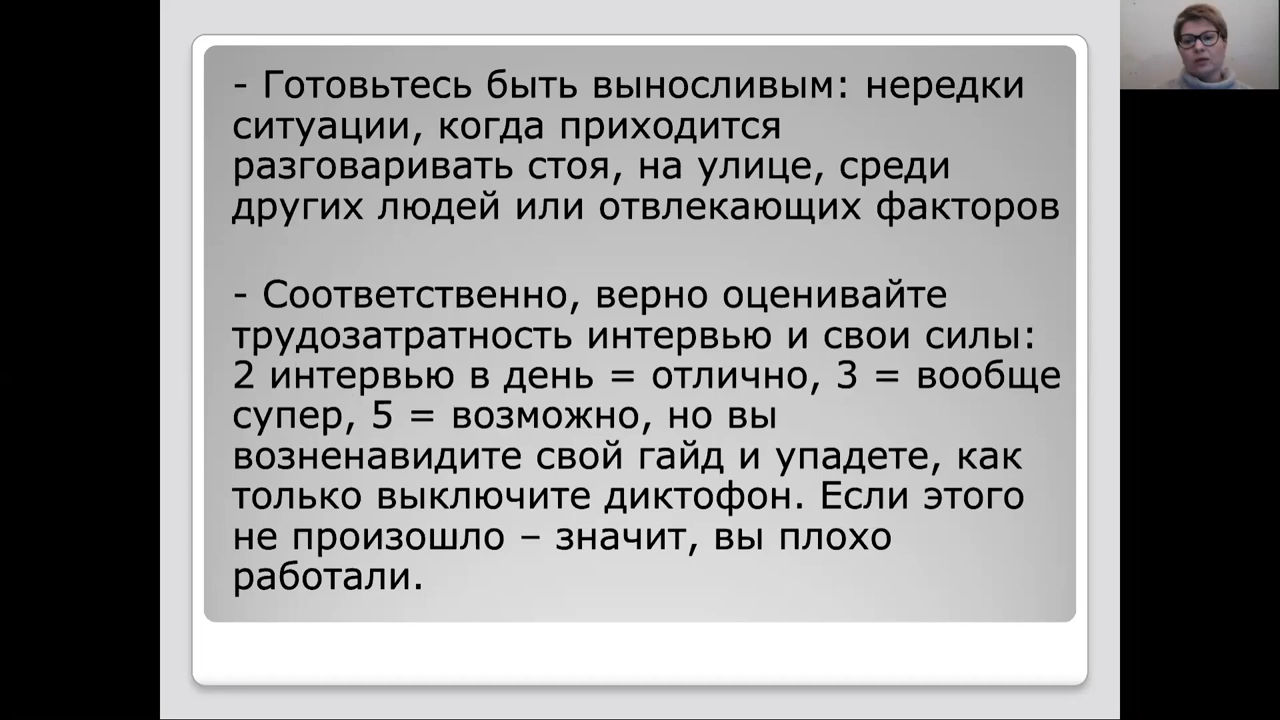 - Готовьтесь быть выносливым: нередки
ситуации, когда приходится
разговаривать стоя, на улице, среди
других людей или отвлекающих факторов
- Соответственно, верно оценивайте
трудозатратность интервью и свои силы:
2 интервью в день = отлично, 3 = вообще
супер, 5 = возможно, но вы
возненавидите свой гайд и упадете, как
только выключите диктофон. Если этого
не произошло – значит, вы плохо
работали.